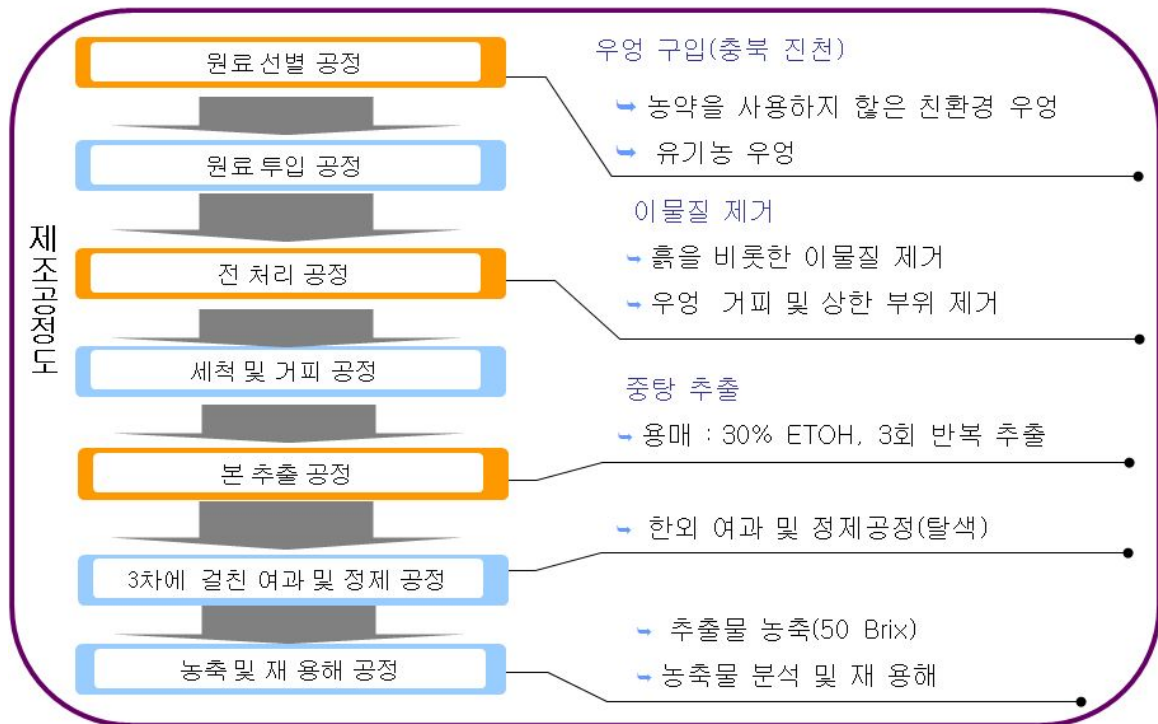 제조공정도
원료 선별 공정
우엉 구입(충북 진천)
농약을 사용하지 않은 친환경 우엉
유기농 우엉
원료 투입 공정
이물질 제거
흙을 비롯한 이물질 제거
우엉 거피 및 상한 부위 제거
전 처리 공정
세척 및 거피 공정
중탕 추출
용매 : 30% ETOH, 3회 반복 추출
본 추출 공정
한외 여과 및 정제공정(탈색)
3차에 걸친 여과 및 정제 공정
추출물 농축(50 Brix)
농축물 분석 및 재 용해
농축 및 재 용해 공정